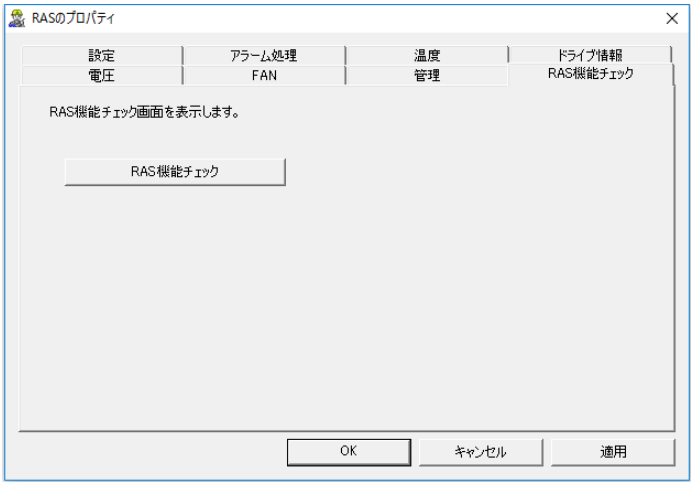 RASのプロパティ
設定 アラーム処理 温度 ドライブ情報
電圧 FAN 管理 RAS機能チェック
RAS機能チェック画面を表示します。
RAS機能チェック
OK キャンセル 適用